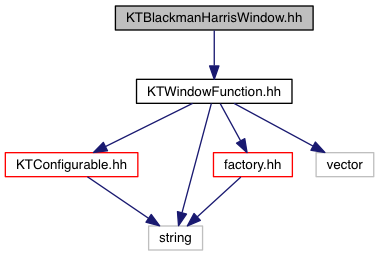 KTBlackmanHarrisWindow.hh
KTWindowFunction.hh
KTConfigurable.hh
factory.hh
vector
string